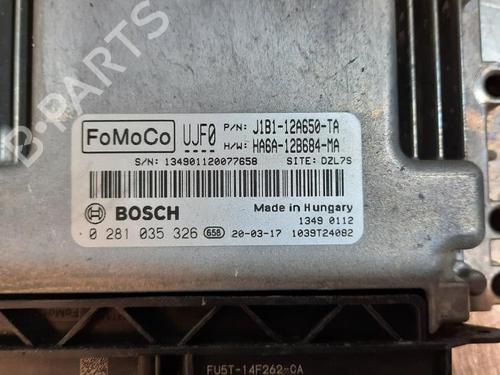 B-PARTS
FoMoCo
UJF0
P/N: J1B1-12A650-TA
H/W: HA6A-12B684-MA
S/N: 134901120077658 SITE: DZL7S
BOSCH
Made in Hungary
1349 0112
0 281 035 326 658 20-03-17 1039T24082
FU5T-14F262-CA